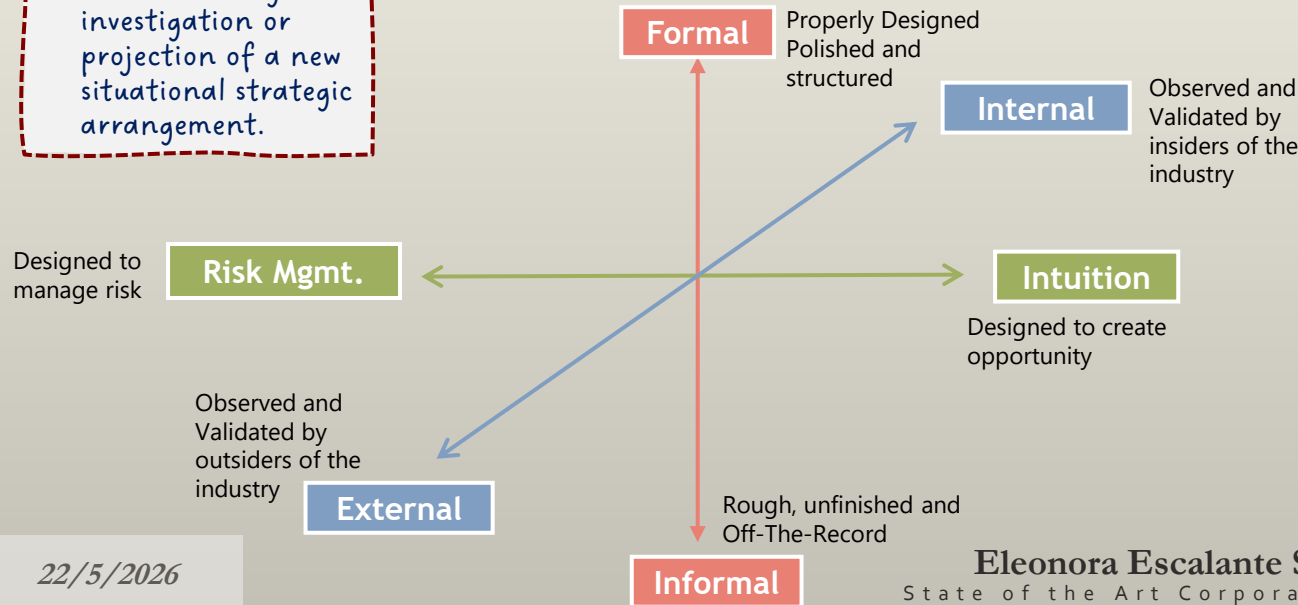 investigation or
projection of a new
situational strategic
arrangement.
Formal
Properly Designed
Polished and
structured
Internal
Observed and
Validated by
insiders of the
industry
Designed to
manage risk
Risk Mgmt.
Intuition
Designed to create
opportunity
Observed and
Validated by
outsiders of the
industry
External
Rough, unfinished and
Off-The-Record
Informal
22/5/2026
Eleonora Escalante
State of the Art